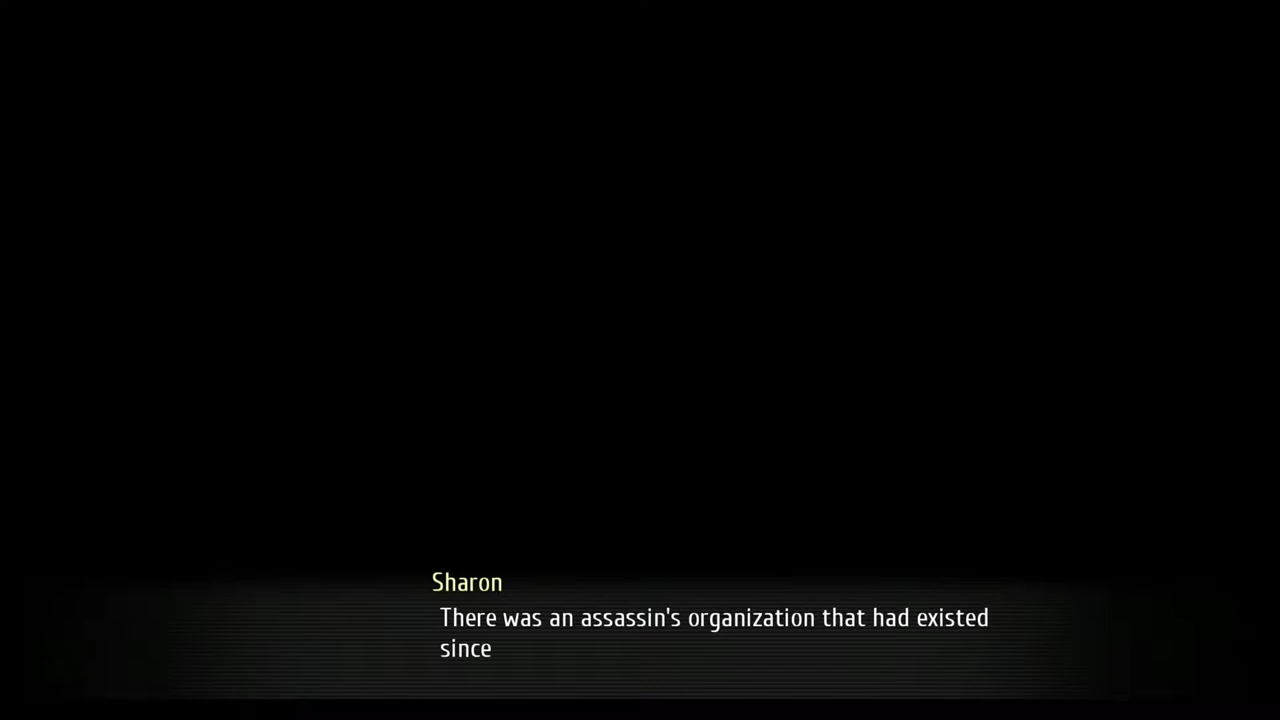 Sharon
There was an assassin's organization that had existed
since